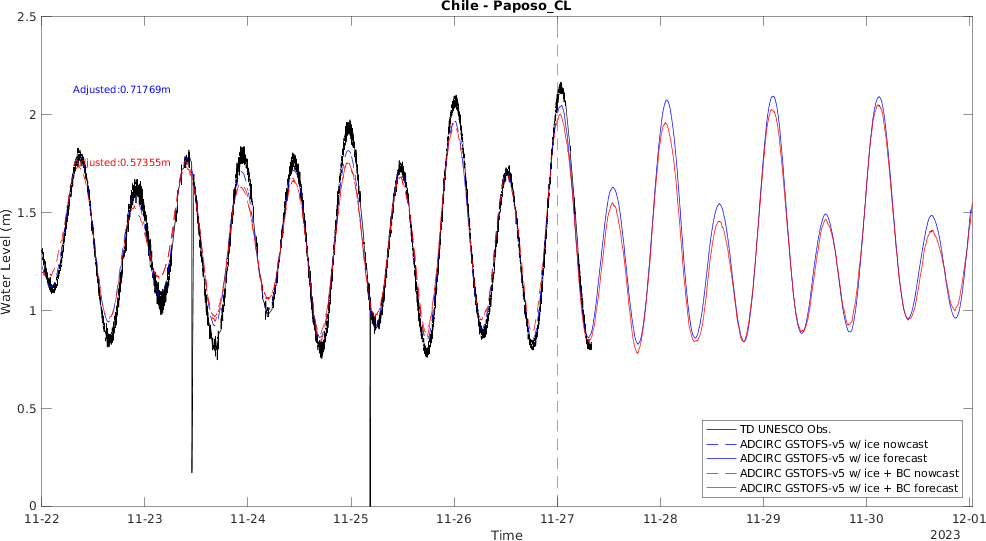 Chile - Paposo_CL
2.5
2
1.5
1
0.5
0
Water Level (m)
Adjusted:0.71769m
Adjusted:0.57355m
TD UNESCO Obs.
ADCIRC GSTOFS-v5 w/ ice nowcast
ADCIRC GSTOFS-v5 w/ ice forecast
ADCIRC GSTOFS-v5 w/ ice + BC nowcast
ADCIRC GSTOFS-v5 w/ ice + BC forecast
11-22 11-23 11-24 11-25 11-26 11-27 11-28 11-29 11-30 12-01
Time
2023